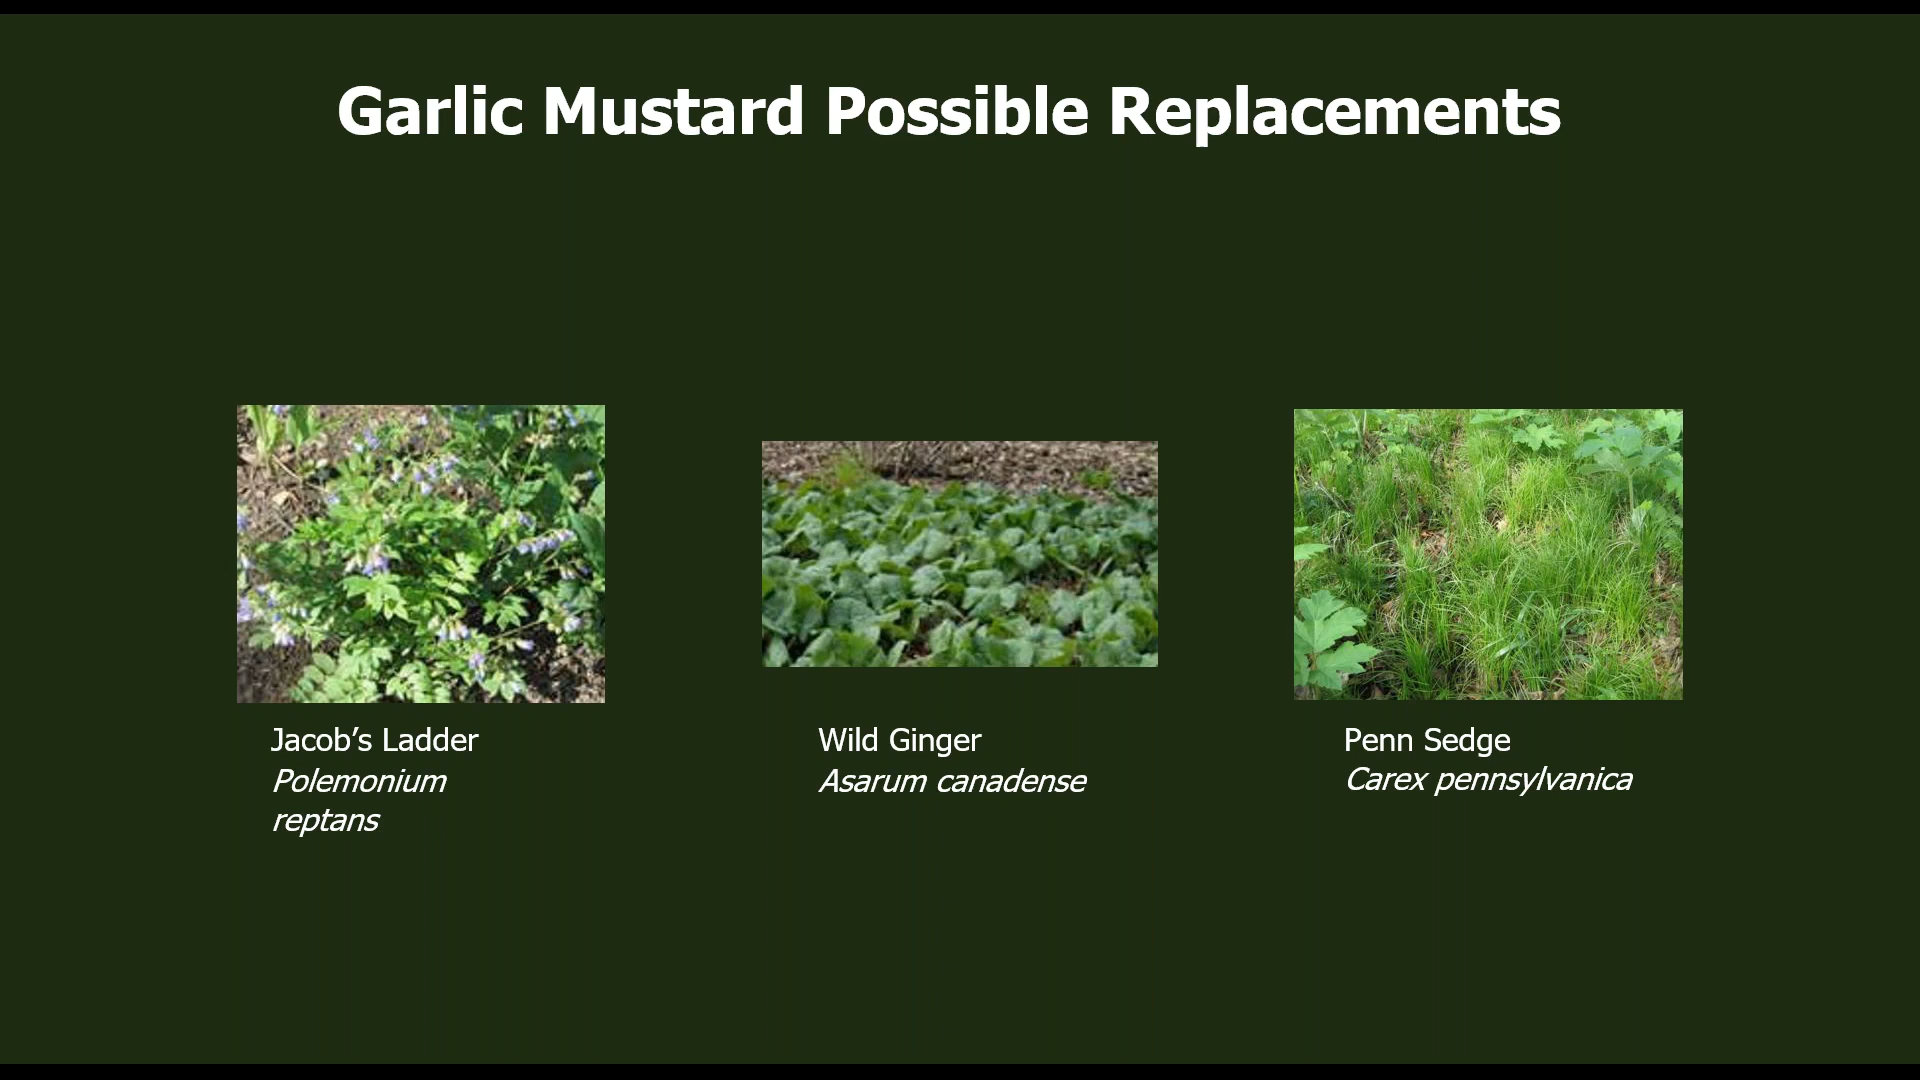 Garlic Mustard Possible Replacements
Jacob’s Ladder
Polemonium
reptans
Wild Ginger
Asarum canadense
Penn Sedge
Carex pennsylvanica